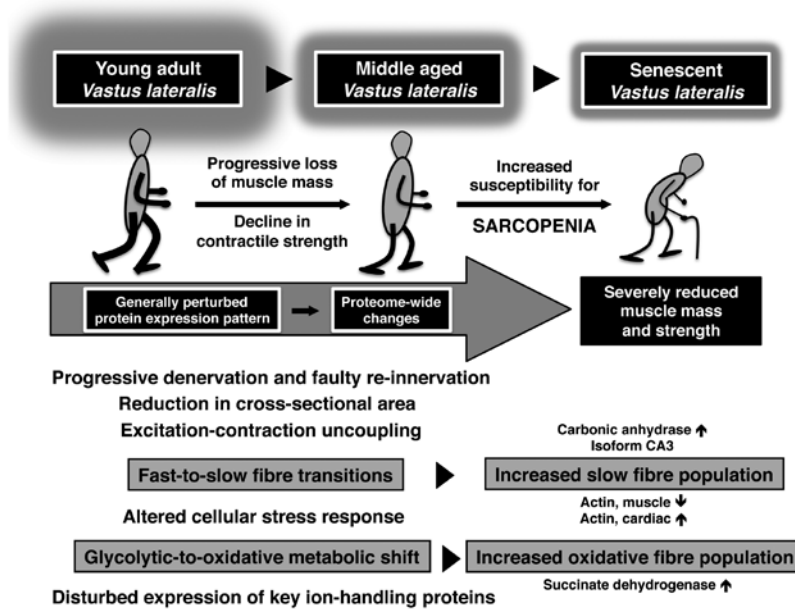 Young adult
Vastus lateralis
Middle aged
Vastus lateralis
Senescent
Vastus lateralis
Progressive loss
of muscle mass
Decline in
contractile strength
Increased
susceptibility for
SARCOPENIA
Generally perturbed
protein expression pattern
Proteome-wide
changes
Severely reduced
muscle mass
and strength
Progressive denervation and faulty re-innervation
Reduction in cross-sectional area
Excitation-contraction uncoupling
Carbonic anhydrase ↑
Isoform CA3
Fast-to-slow fibre transitions
Increased slow fibre population
Actin, muscle ↓
Actin, cardiac ↑
Altered cellular stress response
Glycolytic-to-oxidative metabolic shift
Increased oxidative fibre population
Succinate dehydrogenase ↑
Disturbed expression of key ion-handling proteins